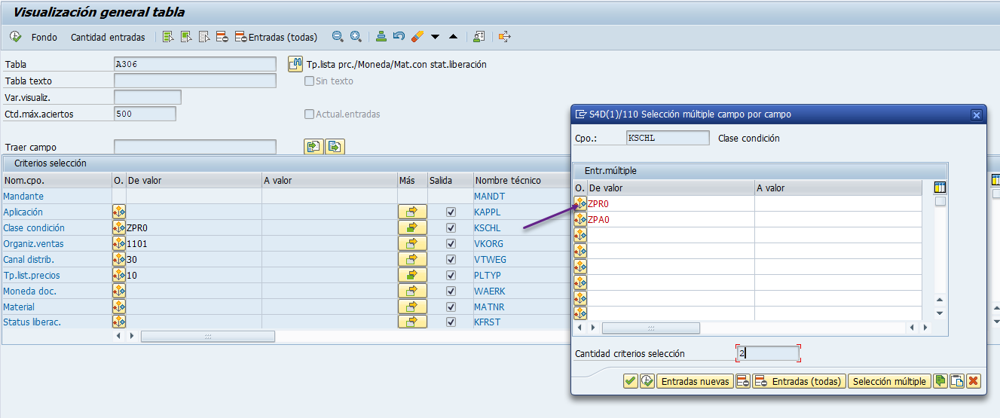 Visualización general tabla
Fondo Cantidad entradas Entradas (todas)
Tabla A306 Tp.lista prc./Moneda/Mat.con stat.liberación
Tabla texto Sin texto
Var.visualiz.
Ctd.máx.aciertos 500 Actual.entradas
Traer campo
Criterios selección
Nom.cpo. O. De valor A valor Más Salida Nombre técnico
Mandante MANDT
Aplicación KAPPL
Clase condición ZPR0 KSCHL
Organiz.ventas 1101 VKORG
Canal distrib. 30 VTWEG
Tp.list.precios 10 PLTYP
Moneda doc. WAERK
Material MATNR
Status liberac. KFRST
S4D(1)/110 Selección múltiple campo por campo
Cpo.: KSCHL Clase condición
Entr.múltiple
O. De valor A valor
ZPR0
ZPA0
Cantidad criterios selección 2
Entradas nuevas Entradas (todas) Selección múltiple